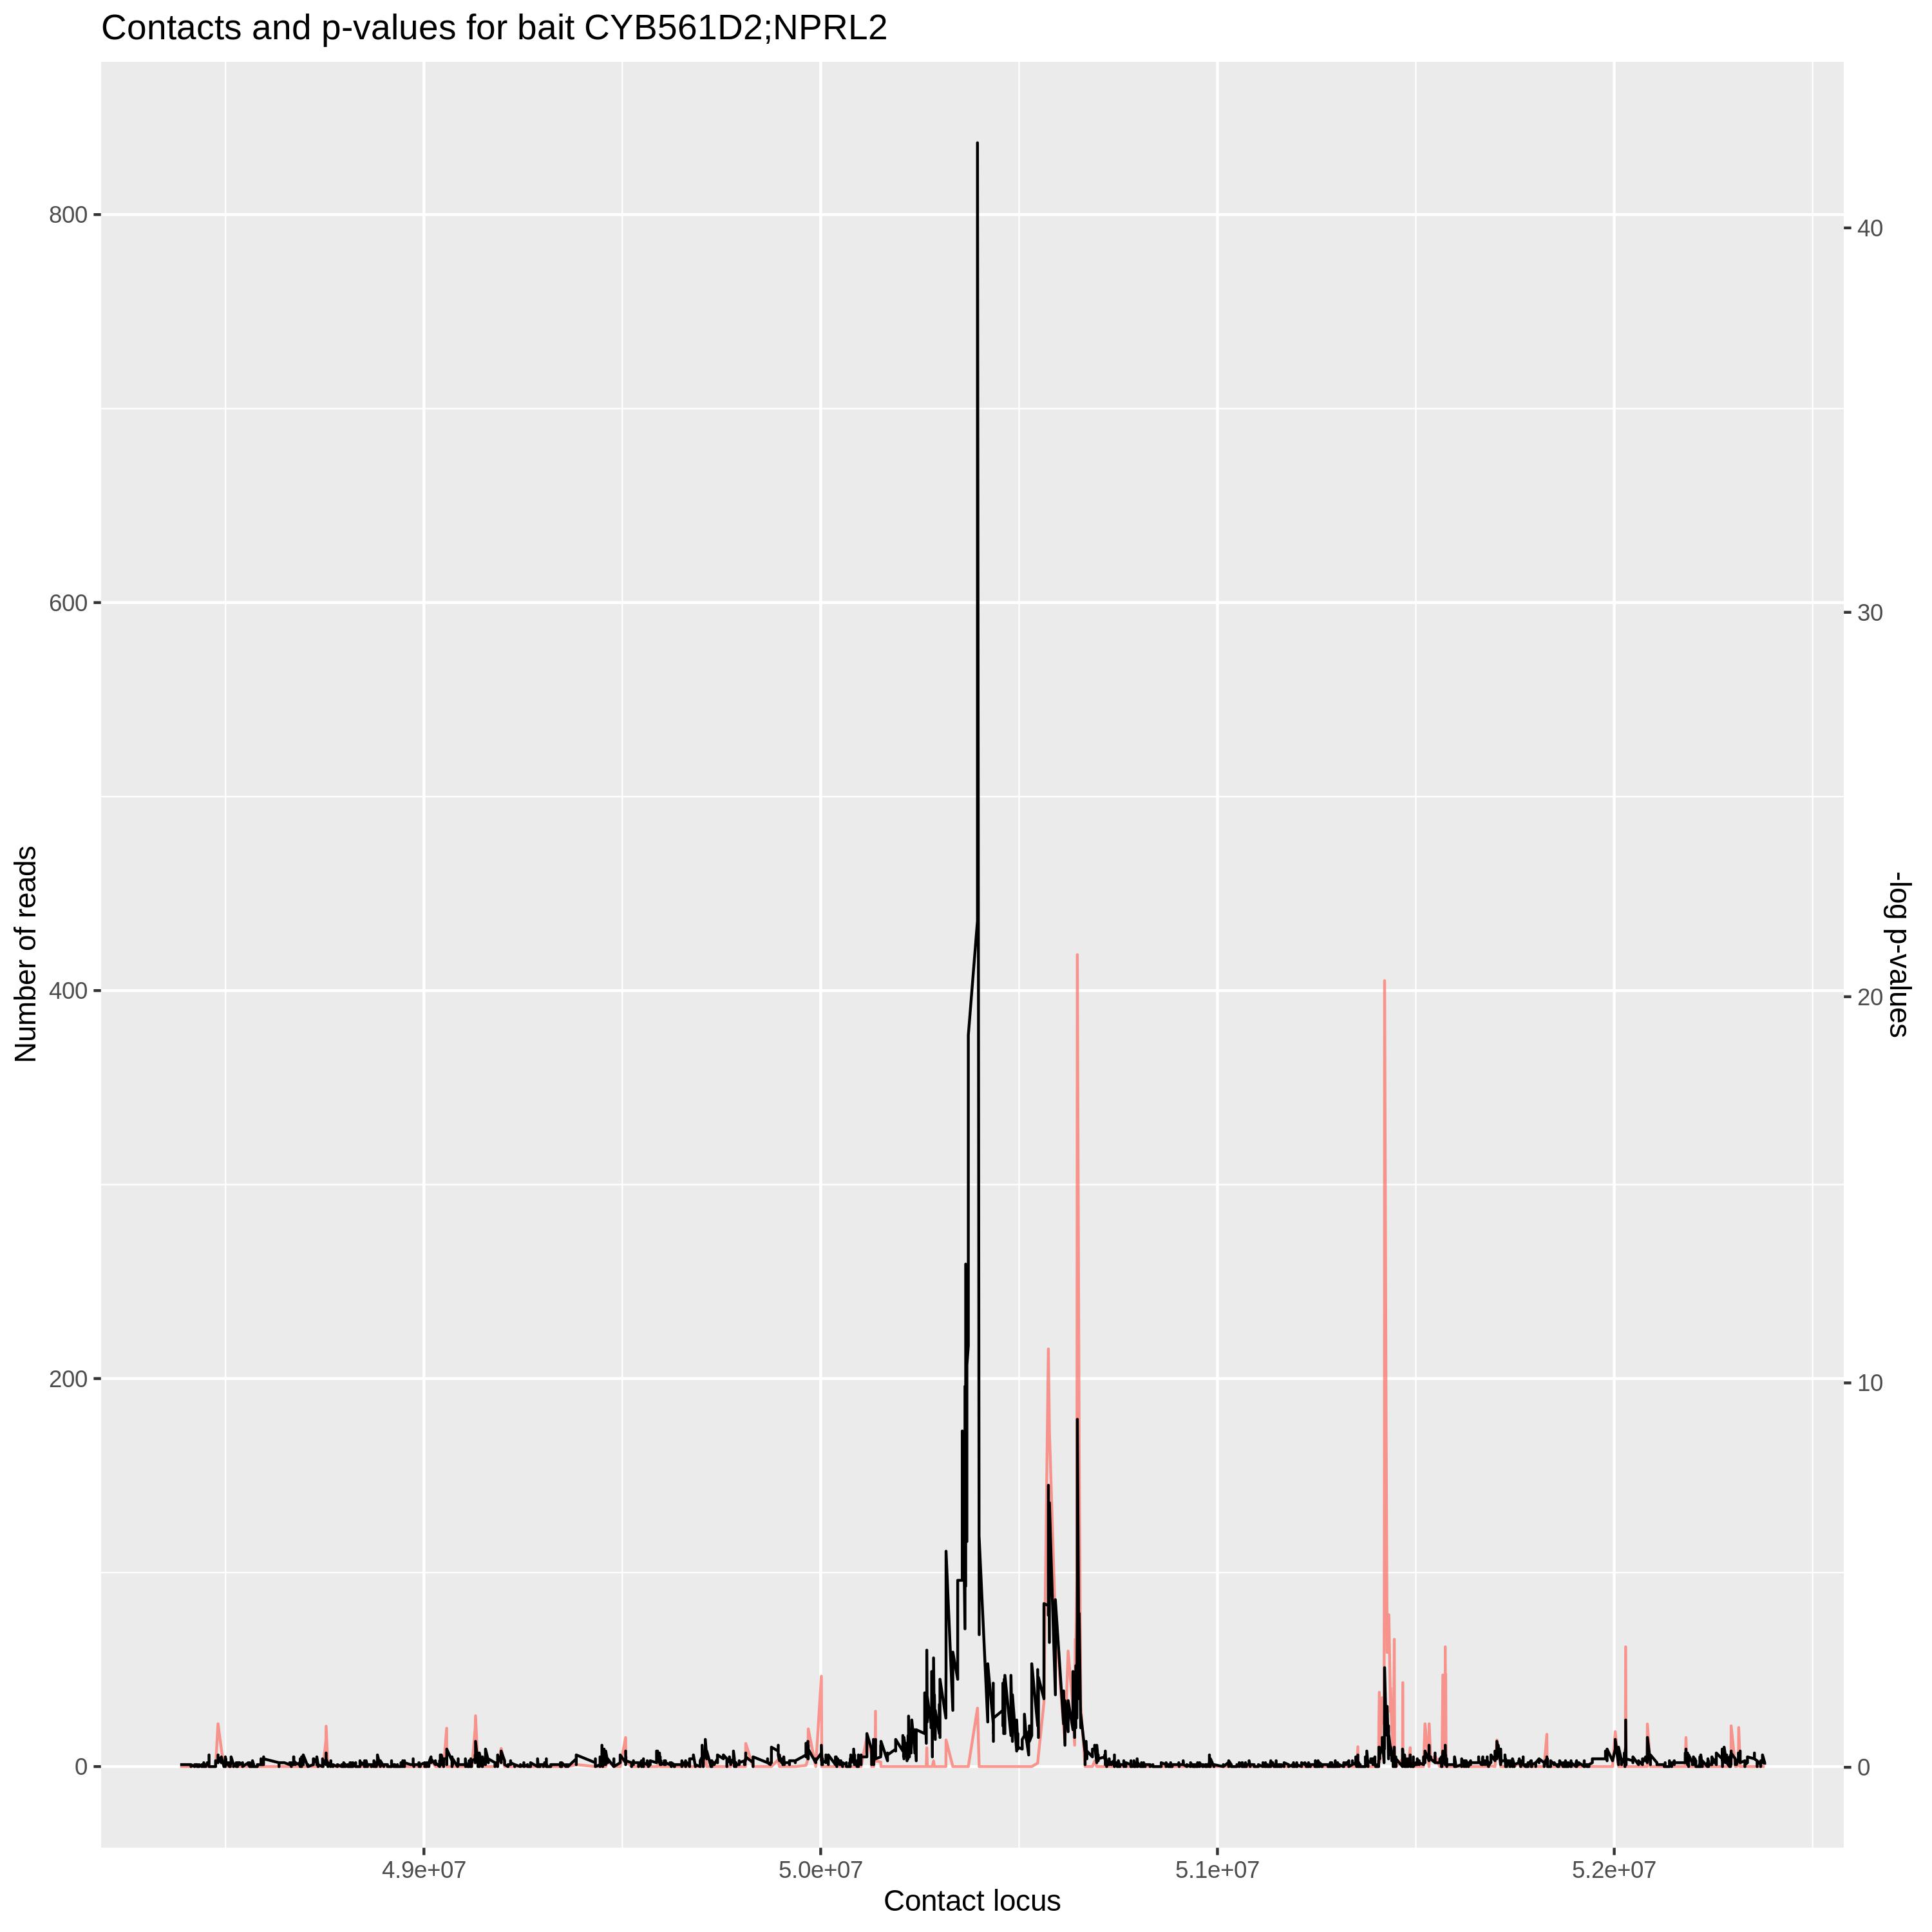 Contacts and p-values for bait CYB561D2;NPRL2
800
600
400
200
0
Number of reads
40
30
20
10
0
-log p-values
4.9e+07
5.0e+07
5.1e+07
5.2e+07
Contact locus